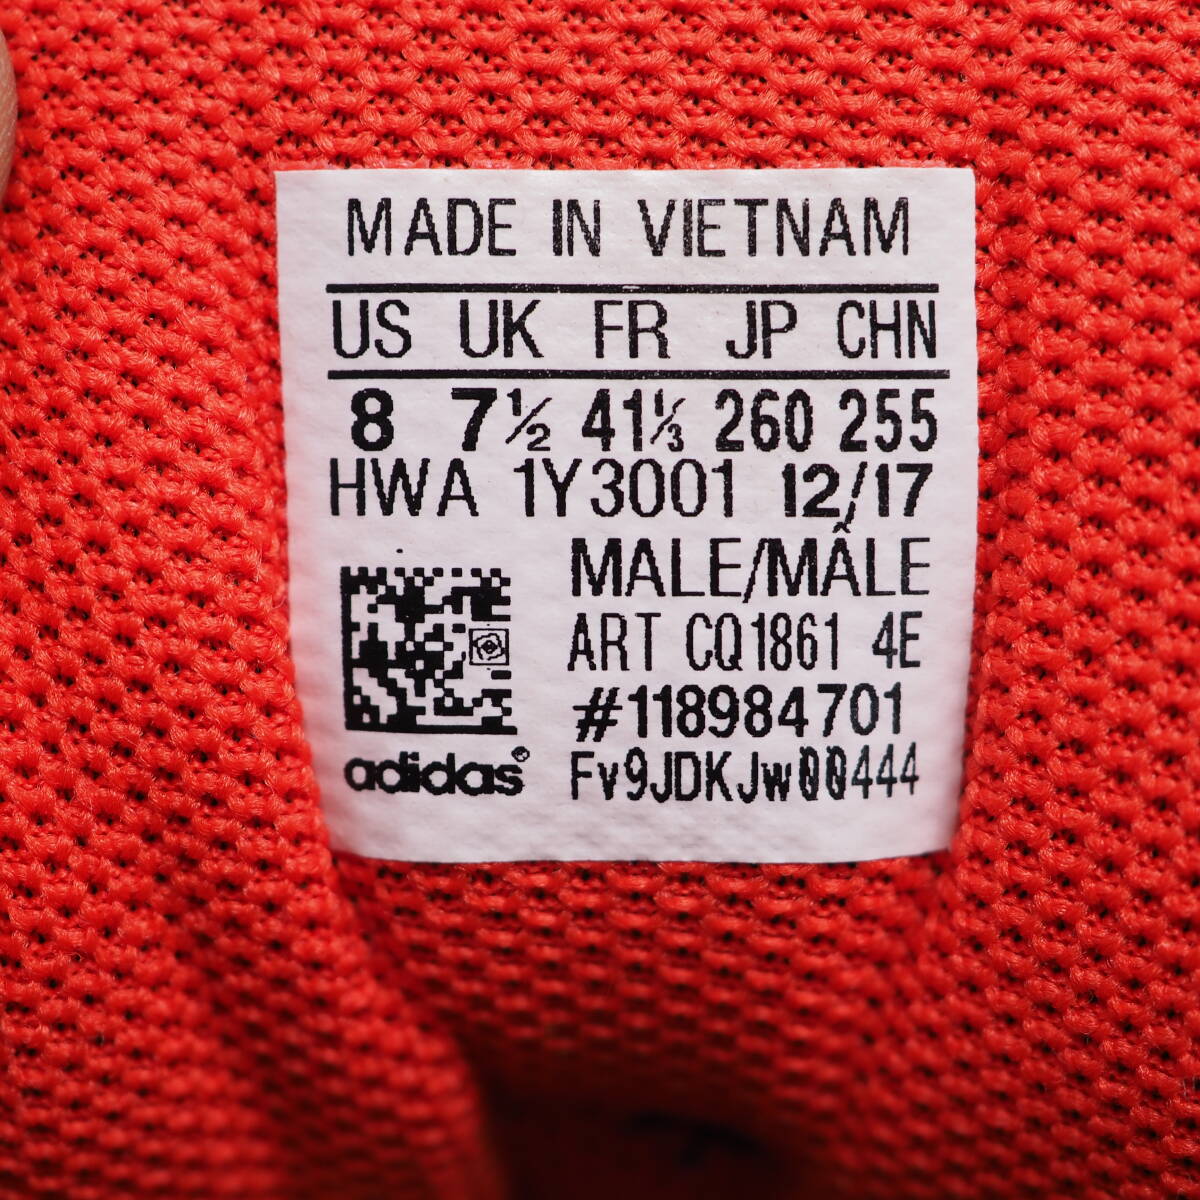 MADE IN VIETNAM
US UK FR JP CHN
8 7½ 41⅓ 260 255
HWA 1Y3001 12/17
MALE/MÂLE
ART CQ1861 4E
#118984701
adidas® Fv9JDKJw00444